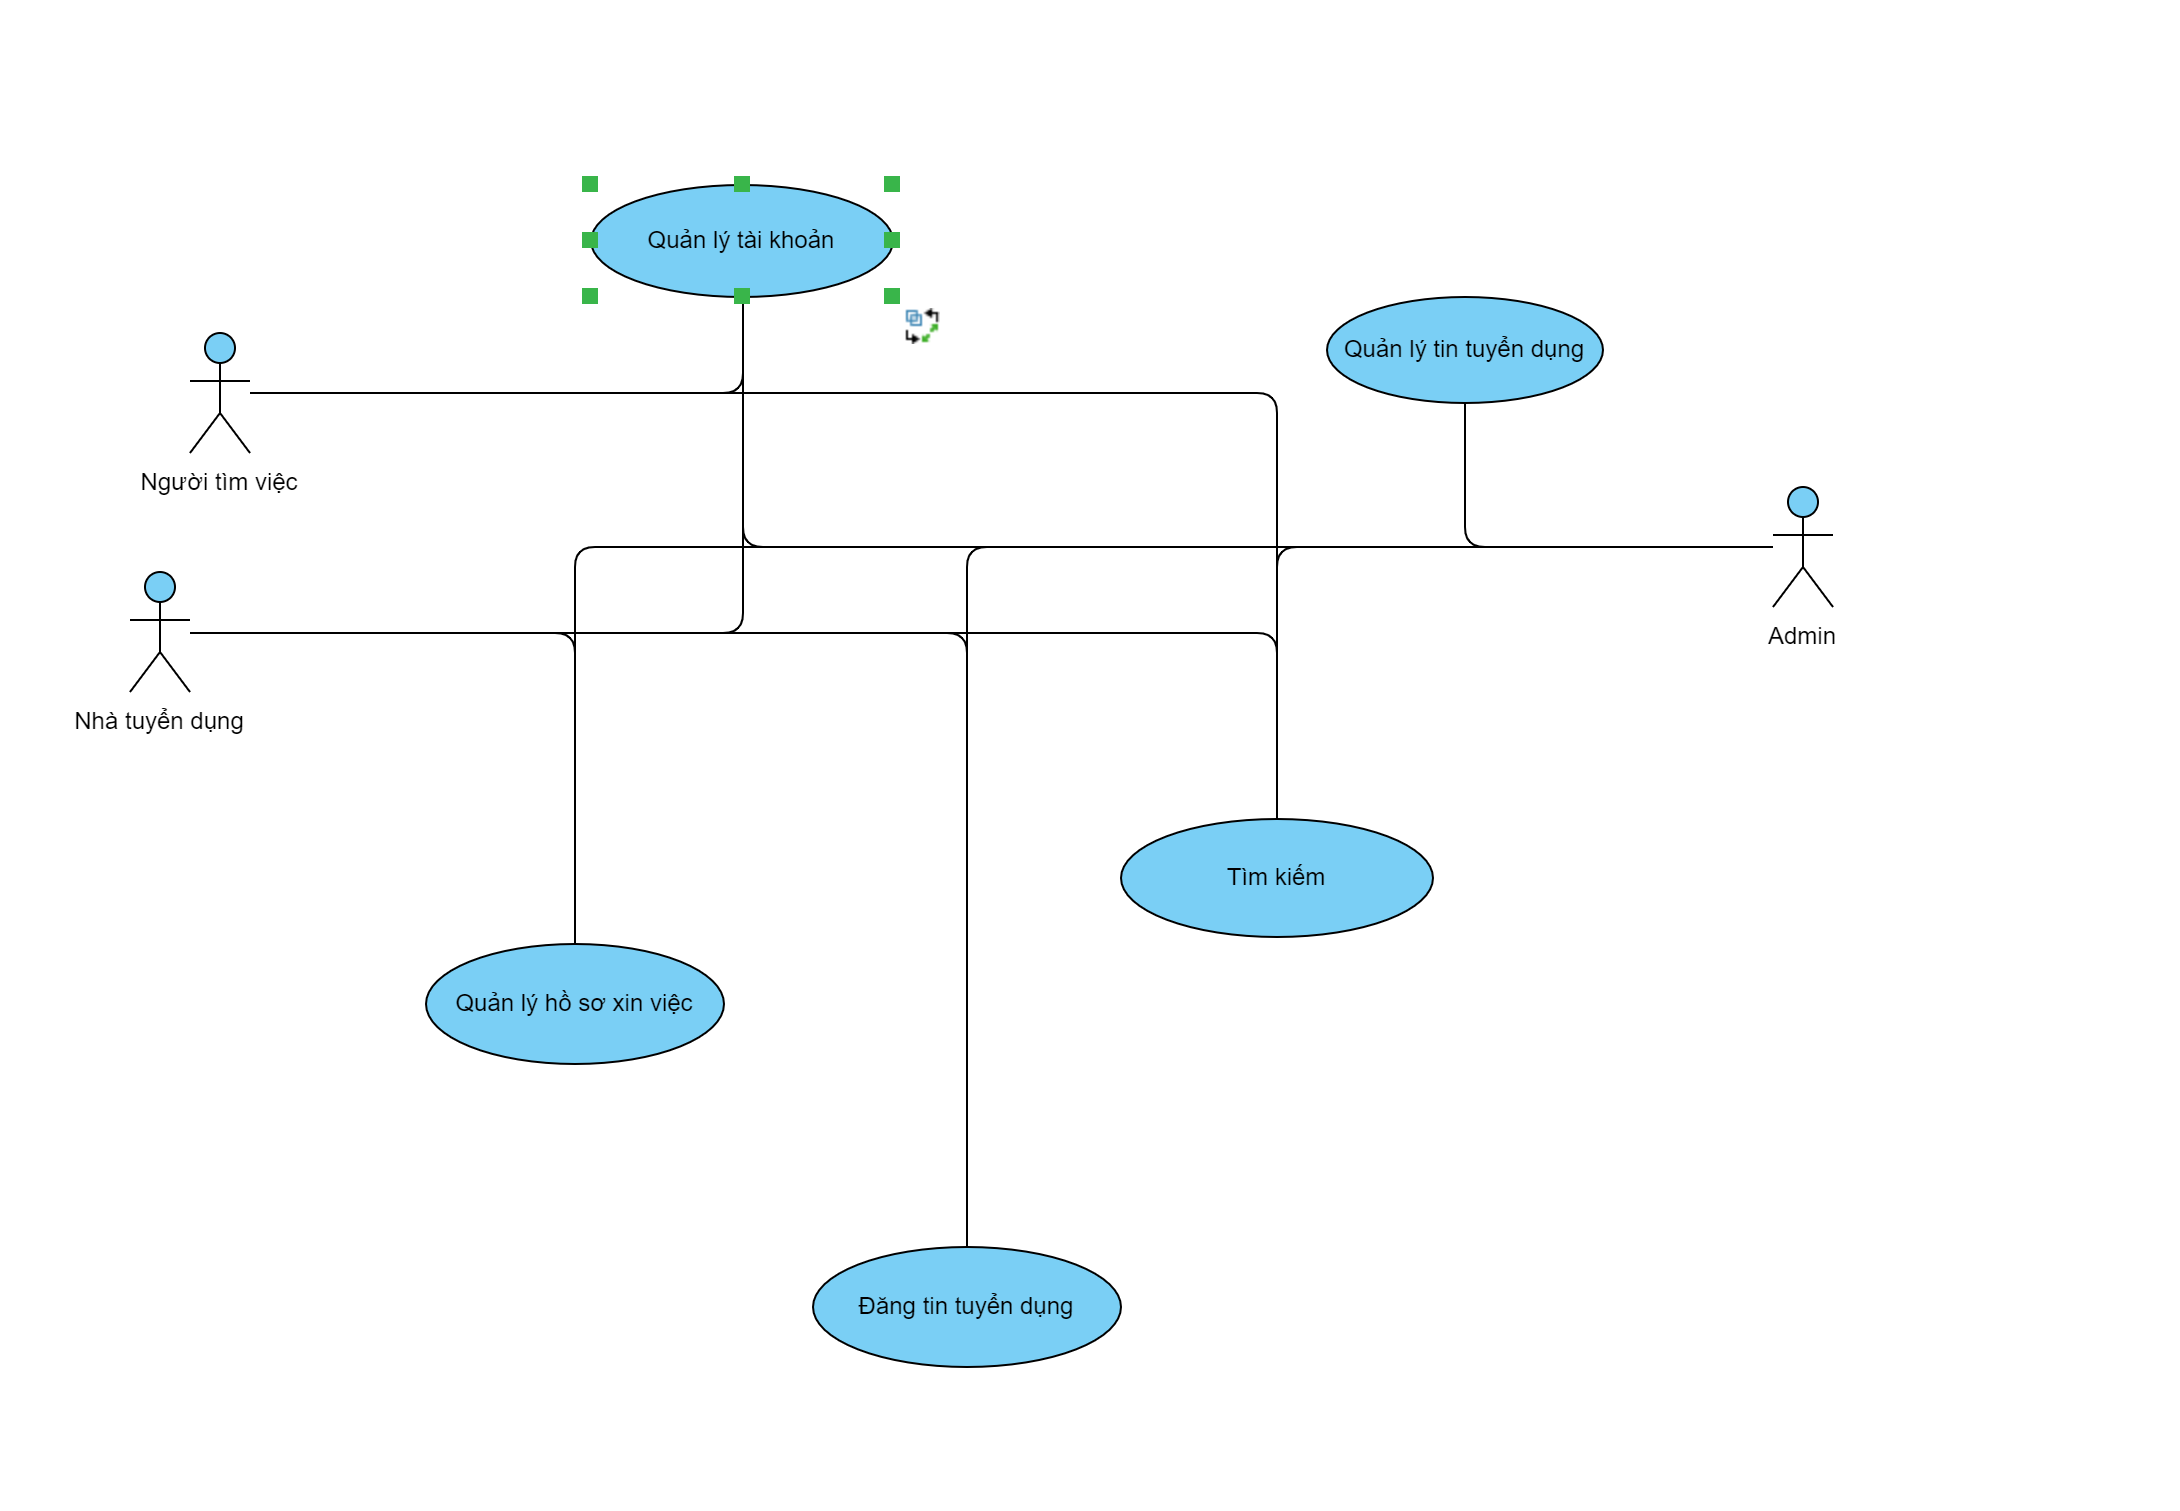 Quản lý tài khoản
Quản lý tin tuyển dụng
Người tìm việc
Admin
Nhà tuyển dụng
Tìm kiếm
Quản lý hồ sơ xin việc
Đăng tin tuyển dụng